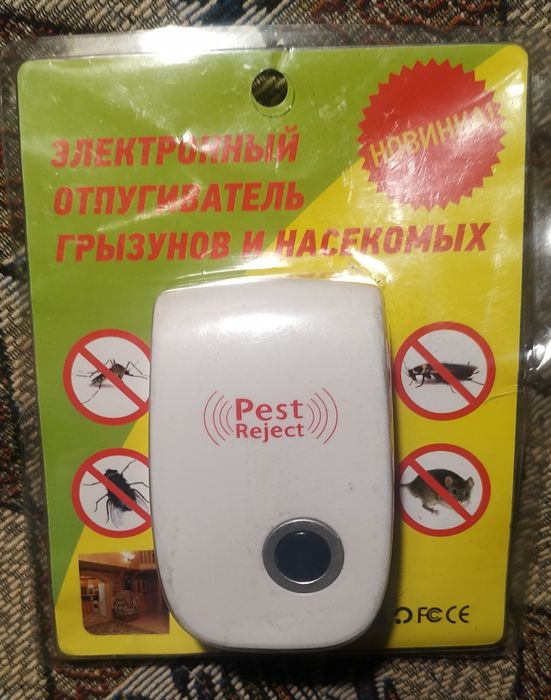 НОВИНКА!
ЭЛЕКТРОННЫЙ
ОТПУГИВАТЕЛЬ
ГРЫЗУНОВ И НАСЕКОМЫХ
Pest
Reject
FC CE